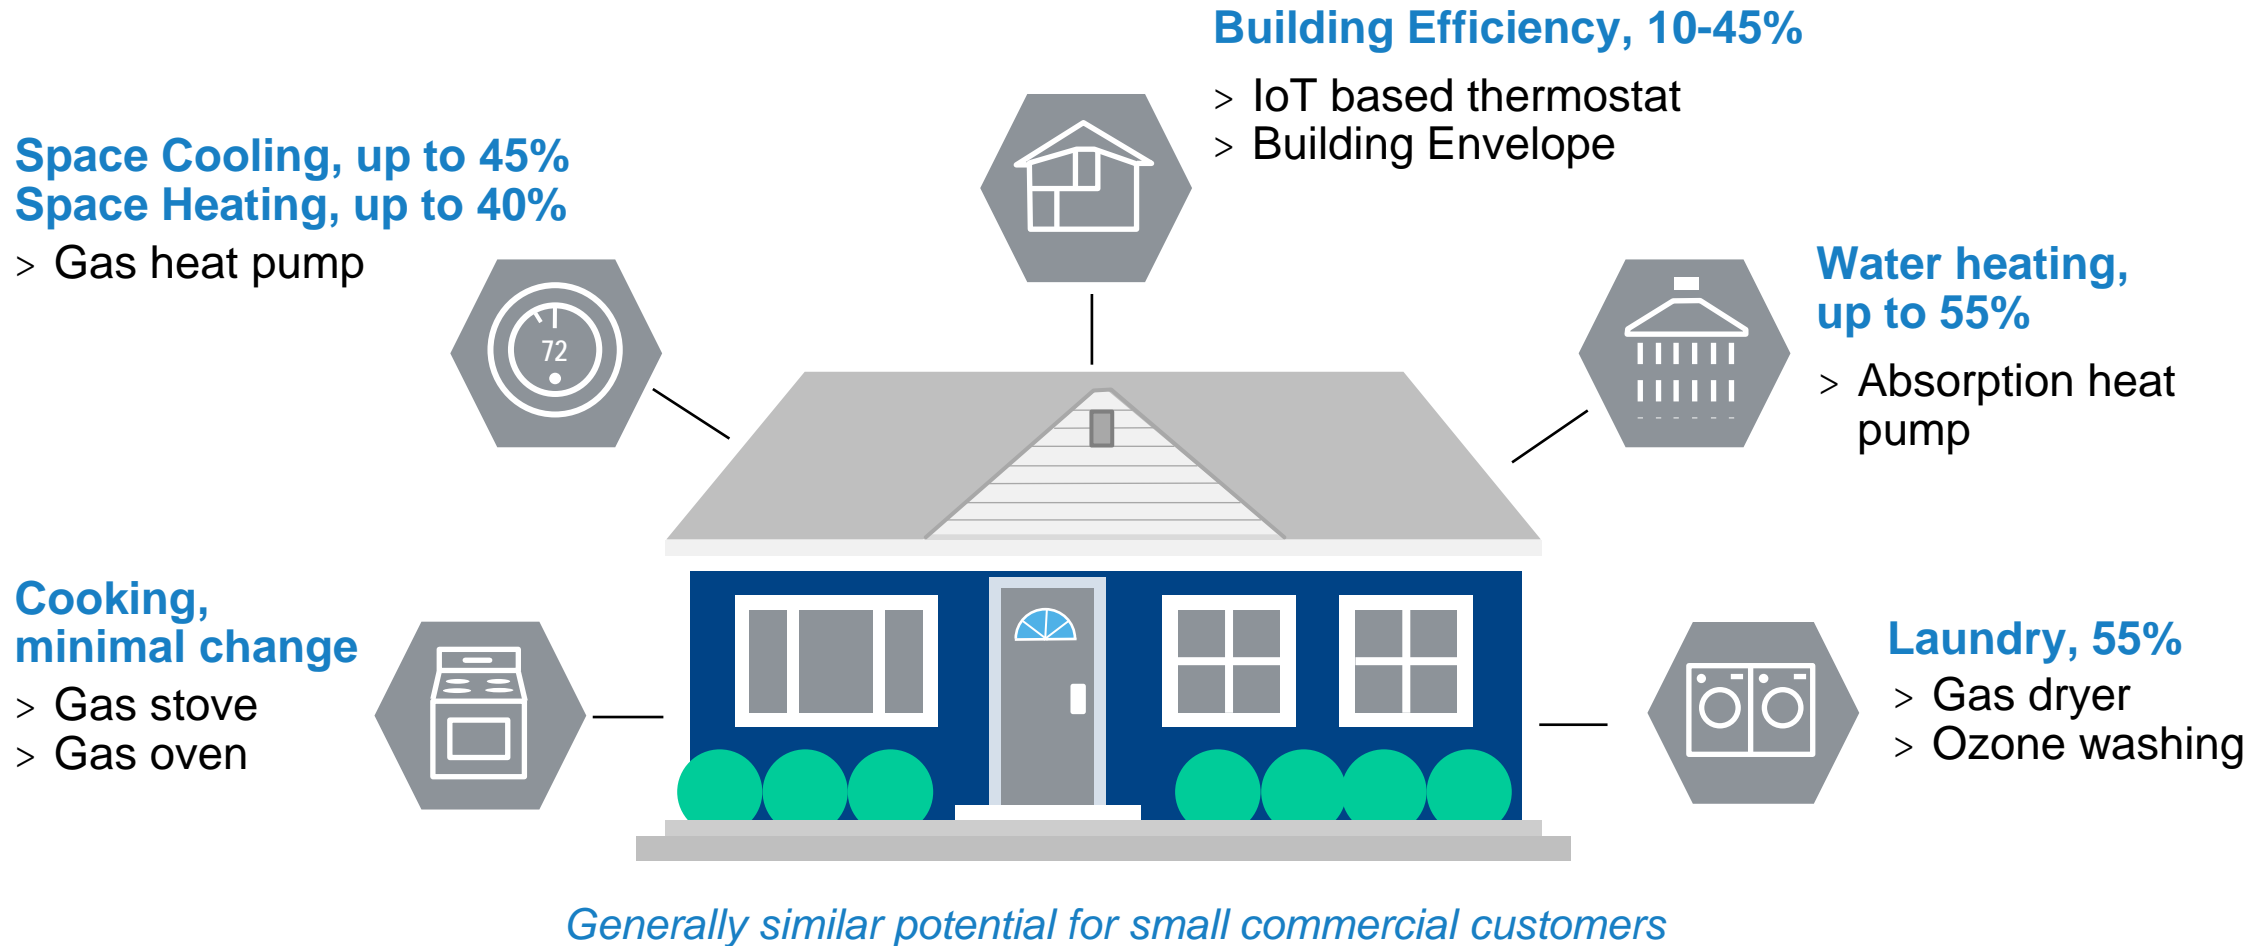 Building Efficiency, 10-45%
> IoT based thermostat
> Building Envelope
Space Cooling, up to 45%
Space Heating, up to 40%
> Gas heat pump
72
Water heating,
up to 55%
> Absorption heat
pump
Cooking,
minimal change
> Gas stove
> Gas oven
Laundry, 55%
> Gas dryer
> Ozone washing
Generally similar potential for small commercial customers